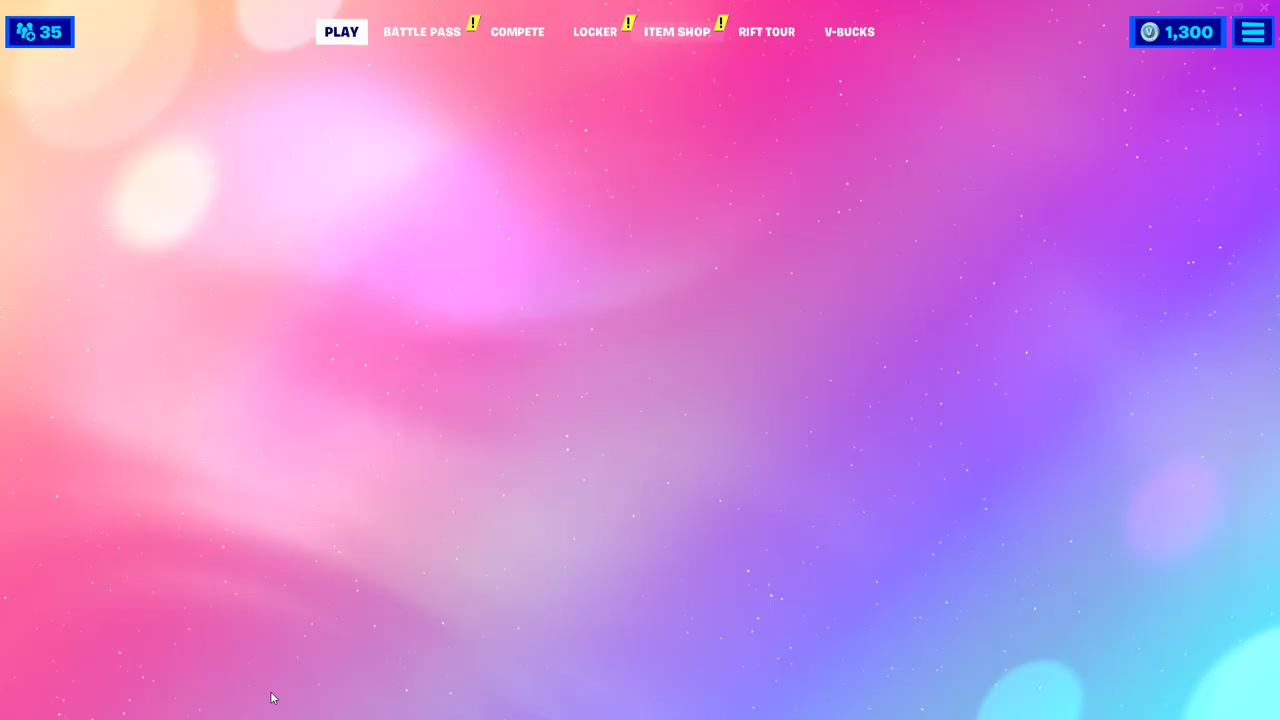 35
PLAY
BATTLE PASS !
COMPETE
LOCKER !
ITEM SHOP !
RIFT TOUR
V-BUCKS
V 1,300